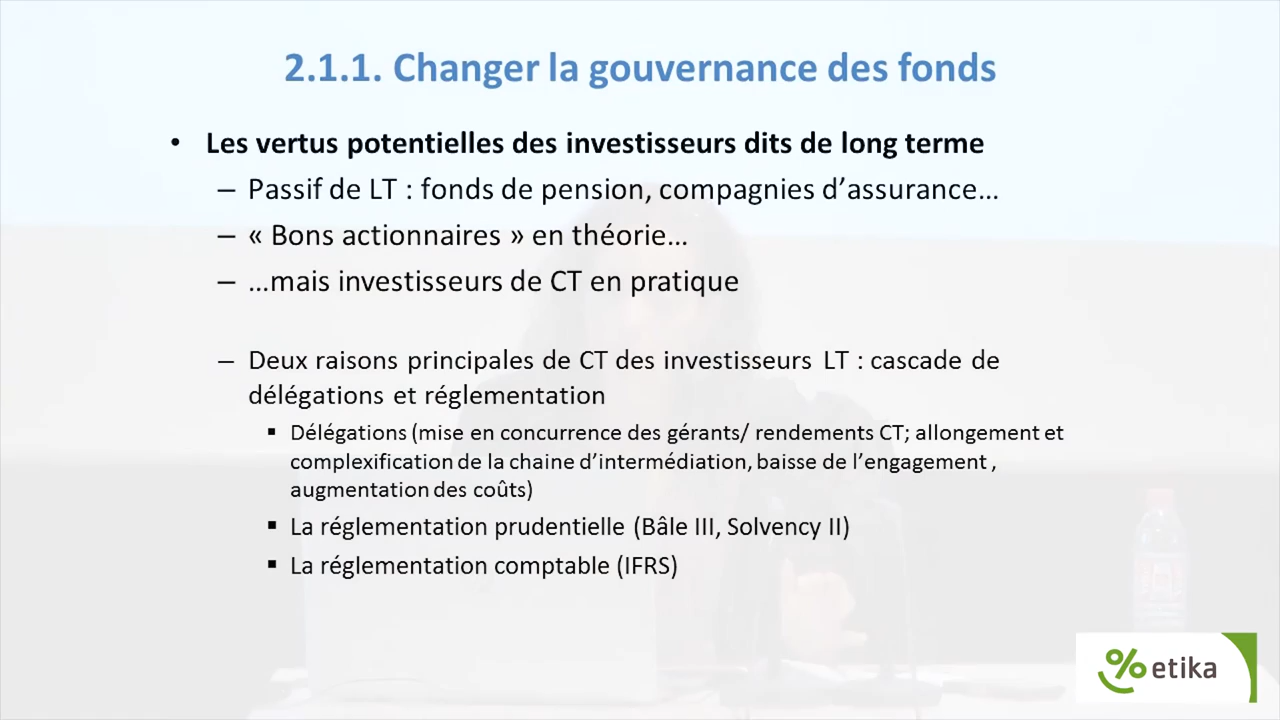 2.1.1. Changer la gouvernance des fonds
• Les vertus potentielles des investisseurs dits de long terme
– Passif de LT : fonds de pension, compagnies d’assurance…
– « Bons actionnaires » en théorie…
– …mais investisseurs de CT en pratique
– Deux raisons principales de CT des investisseurs LT : cascade de
délégations et réglementation
▪ Délégations (mise en concurrence des gérants/ rendements CT; allongement et
complexification de la chaine d’intermédiation, baisse de l’engagement ,
augmentation des coûts)
▪ La réglementation prudentielle (Bâle III, Solvency II)
▪ La réglementation comptable (IFRS)
% etika